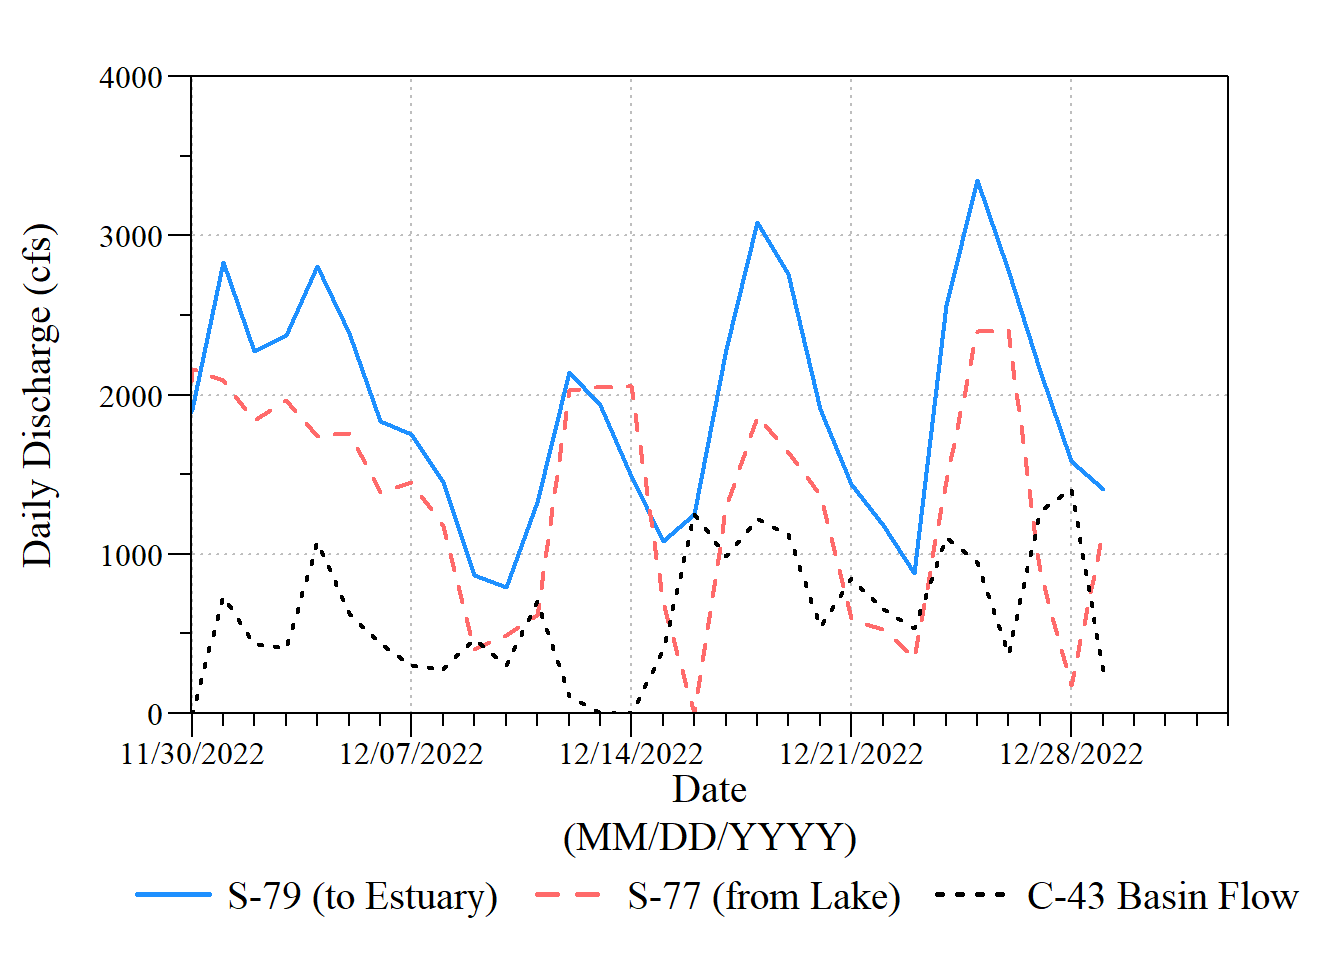 4000
3000
2000
1000
0
Daily Discharge (cfs)
11/30/2022 12/07/2022 12/14/2022 12/21/2022 12/28/2022
Date
(MM/DD/YYYY)
S-79 (to Estuary) S-77 (from Lake) C-43 Basin Flow